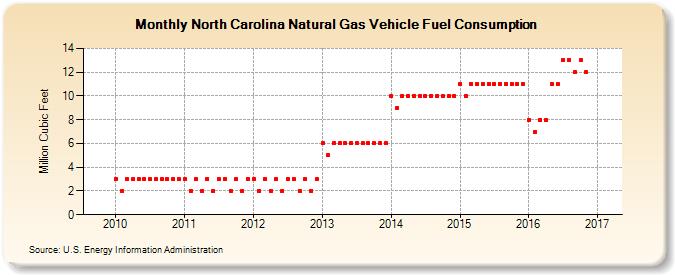 Monthly North Carolina Natural Gas Vehicle Fuel Consumption
Million Cubic Feet
14
12
10
8
6
4
2
0
2010 2011 2012 2013 2014 2015 2016 2017
Source: U.S. Energy Information Administration